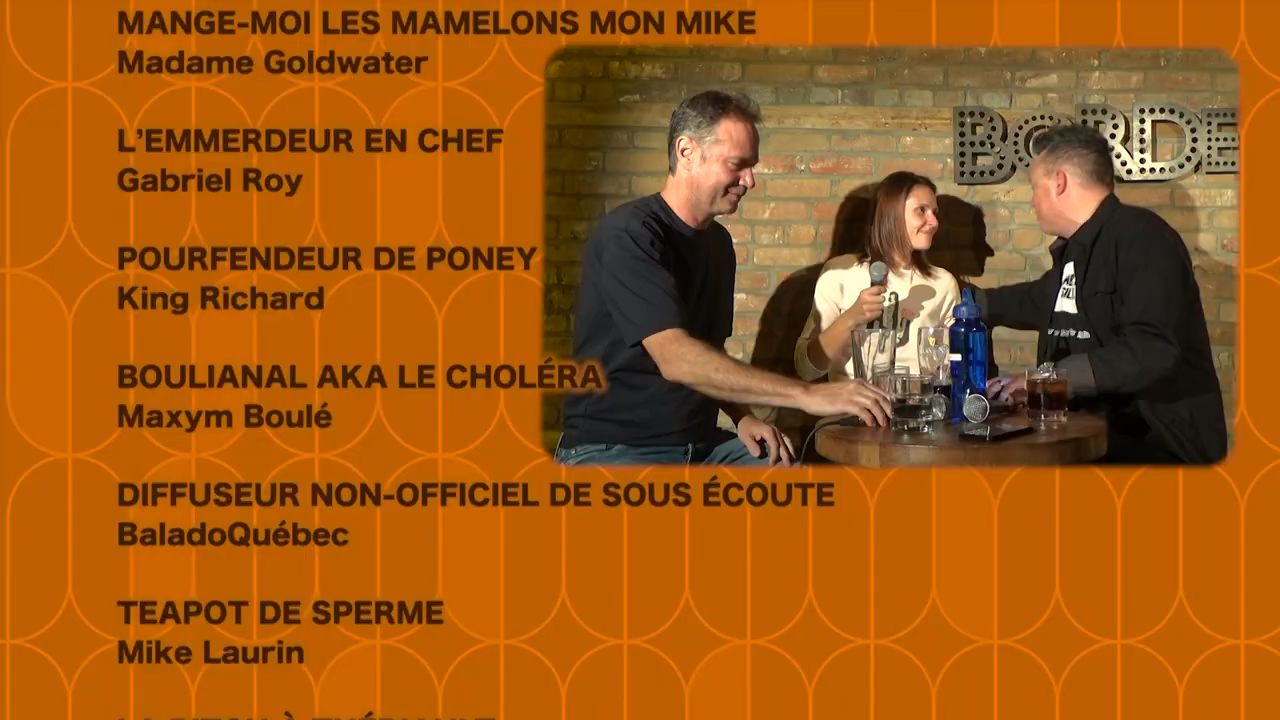 MANGE-MOI LES MAMELONS MON MIKE
Madame Goldwater
L'EMMERDEUR EN CHEF
Gabriel Roy
POURFENDEUR DE PONEY
King Richard
BOULIANAL AKA LE CHOLÉRA
Maxym Boulé
DIFFUSEUR NON-OFFICIEL DE SOUS ÉCOUTE
BaladoQuébec
TEAPOT DE SPERME
Mike Laurin
BORDE